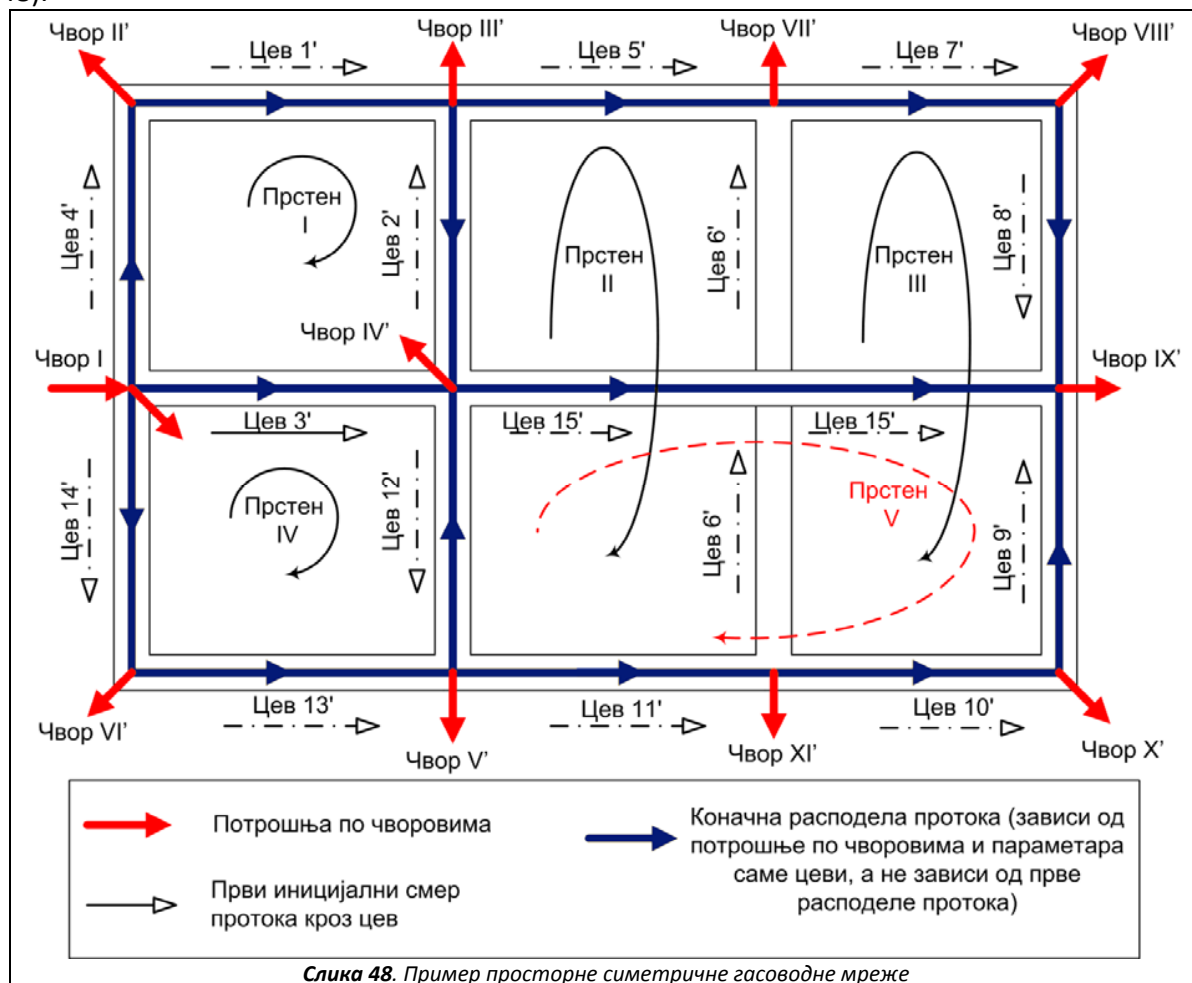 Чвор II’
Чвор III’
Чвор VII’
Чвор VIII’
Цев 1'
Цев 5'
Цев 7'
Цев 4'
Прстен
I
Цев 2'
Прстен
II
Цев 6'
Прстен
III
Цев 8'
Чвор I
Чвор IV’
Чвор IX’
Цев 3'
Цев 15'
Цев 15'
Цев 14'
Прстен
IV
Цев 12'
Цев 6'
Прстен
V
Цев 9'
Чвор VI’
Цев 13'
Чвор V’
Цев 11'
Чвор XI’
Цев 10'
Чвор X’
Потрошња по чворовима
Први иницијални смер
протока кроз цев
Коначна расподела протока (зависи од
потрошње по чворовима и параметара
саме цеви, а не зависи од прве
расподеле протока)
Слика 48. Пример просторне симетричне гасоводне мреже